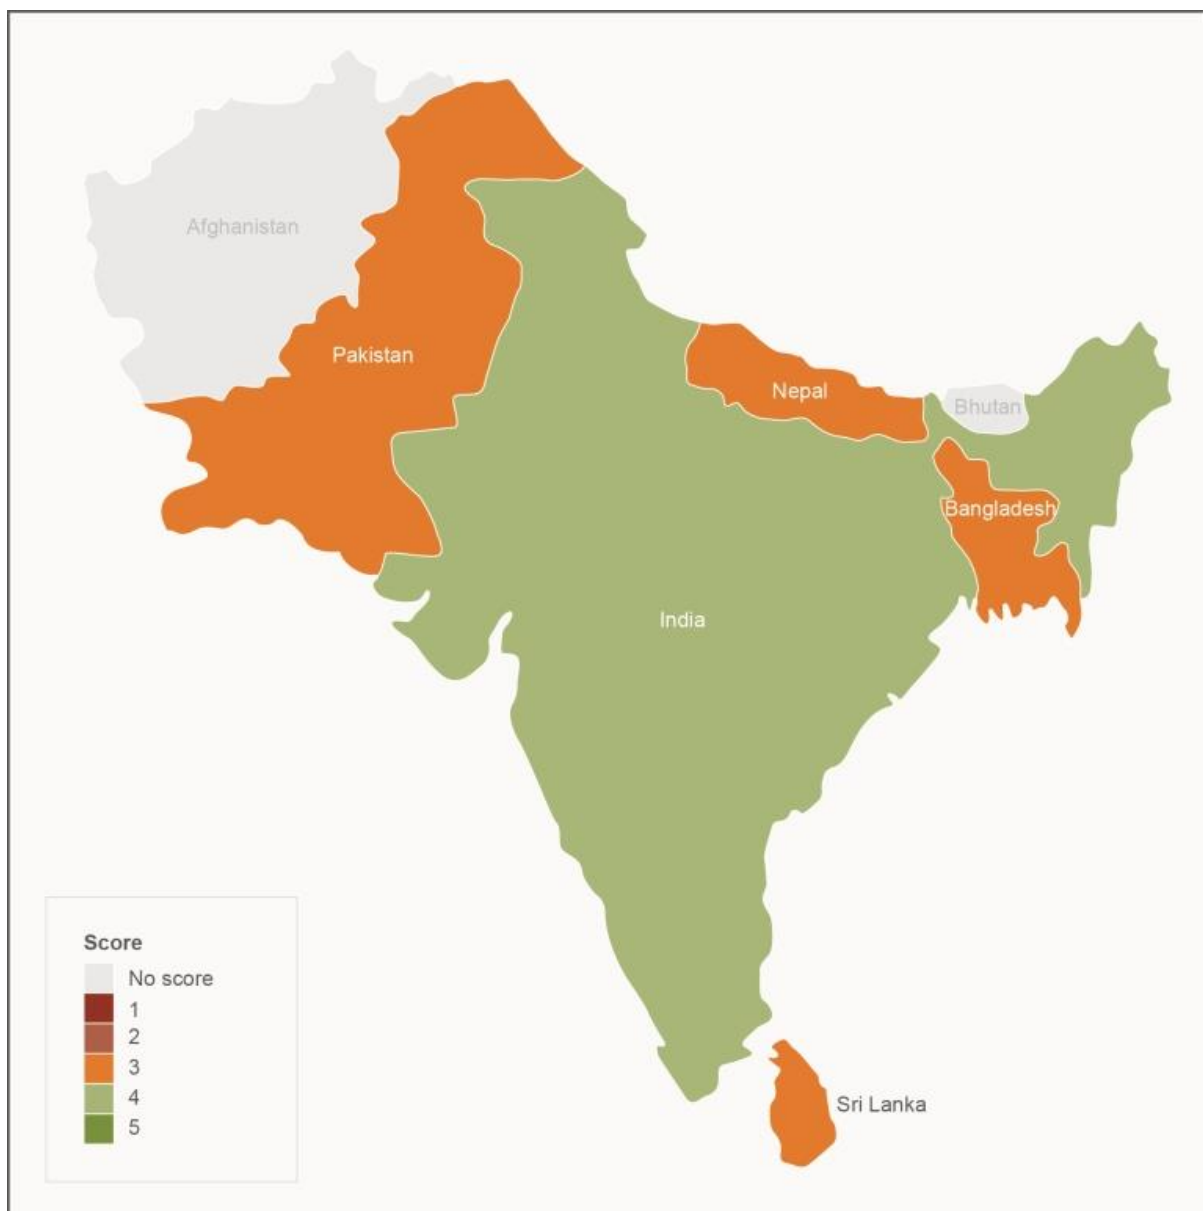 Afghanistan
Pakistan
Nepal
Bhutan
Bangladesh
India
Sri Lanka
Score
No score
1
2
3
4
5